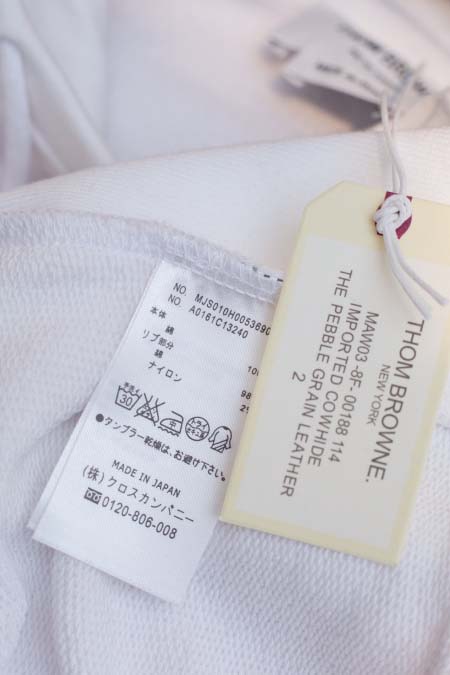 NO. MJS010H0053690
NO A0161C13240
本体
綿
リブ部分
綿
ナイロン
30
●タンブラー乾燥は、お避け下さい。
MADE IN JAPAN
(株)クロスカンパニー
0120-806-008
THOM BROWNE.
NEW YORK
MAW03-8F-00188 114
IMPORTED COWHIDE
THE PEBBLE GRAIN LEATHER
2